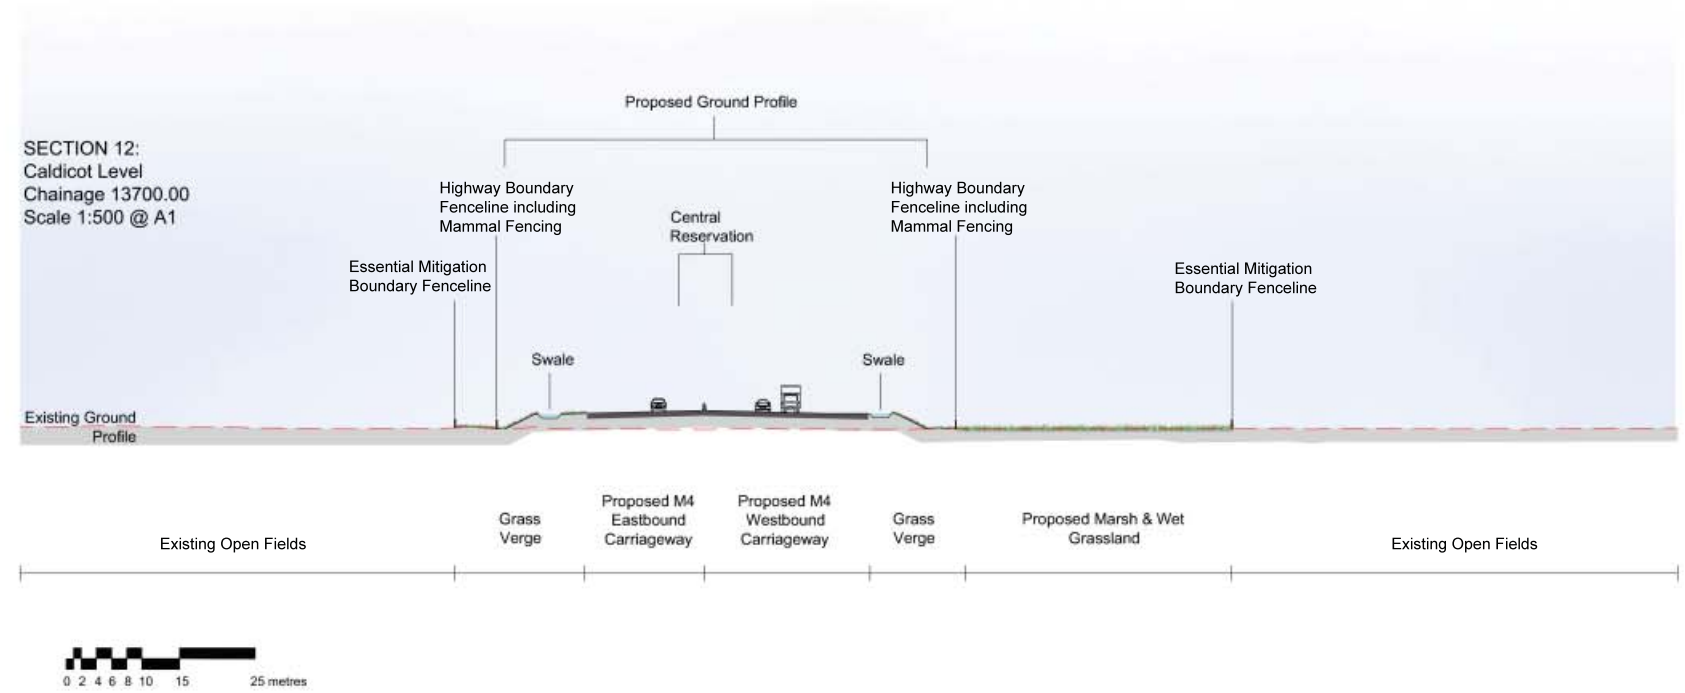 Proposed Ground Profile
SECTION 12:
Caldicot Level
Chainage 13700.00
Scale 1:500 @ A1
Highway Boundary
Fenceline including
Mammal Fencing
Central
Reservation
Highway Boundary
Fenceline including
Mammal Fencing
Essential Mitigation
Boundary Fenceline
Essential Mitigation
Boundary Fenceline
Swale
Swale
Existing Ground
Profile
Existing Open Fields
Grass
Verge
Proposed M4
Eastbound
Carriageway
Proposed M4
Westbound
Carriageway
Grass
Verge
Proposed Marsh & Wet
Grassland
Existing Open Fields
0 2 4 6 8 10 15 25 metres